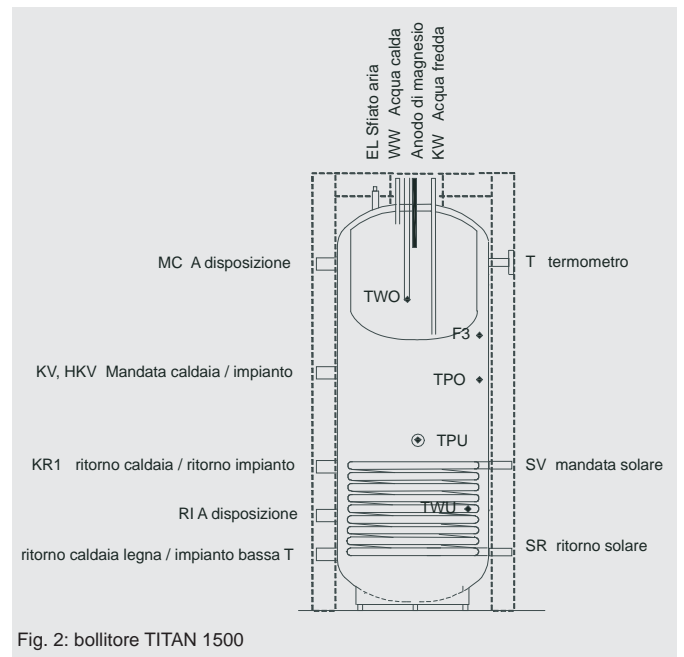 EL Sfiato aria
WW Acqua calda
Anodo di magnesio
KW Acqua fredda
MC A disposizione
T termometro
TWO
F3
KV, HKV Mandata caldaia / impianto
TPO
TPU
KR1 ritorno caldaia / ritorno impianto
SV mandata solare
RI A disposizione
TWU
ritorno caldaia legna / impianto bassa T
SR ritorno solare
Fig. 2: bollitore TITAN 1500